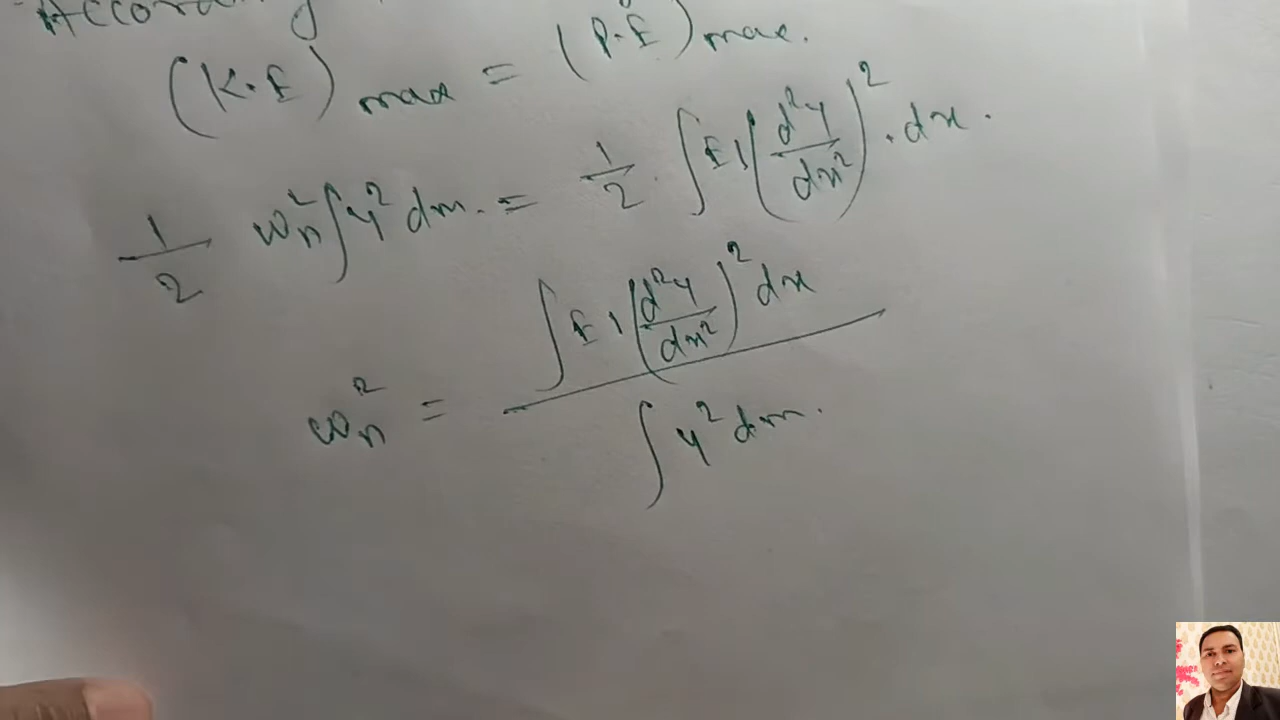 According
(K.E)max = (P.E)max.
1/2 ωn² ∫y² dm. = 1/2 . ∫EI(d²y/dx²)² . dx.
ωn² = ∫EI(d²y/dx²)² dx / ∫y² dm.